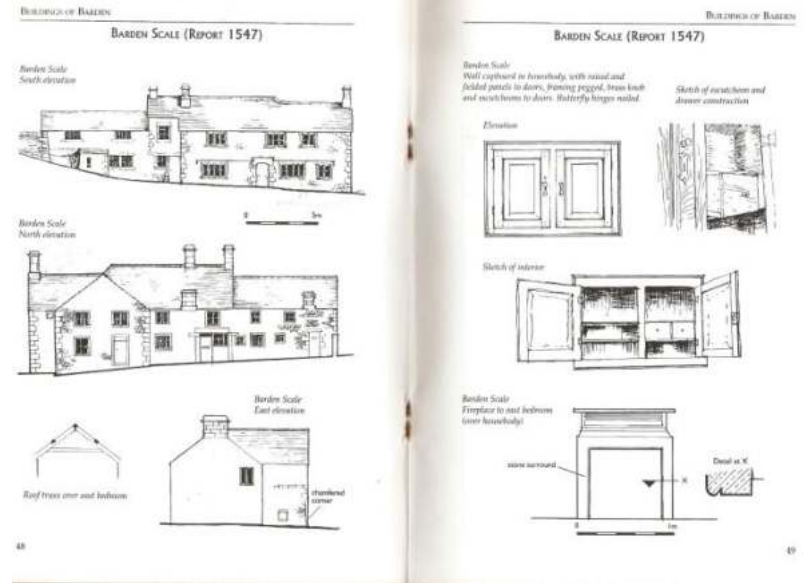 BUILDINGS OF BARDEN
BARDEN SCALE (REPORT 1547)
Barden Scale
South elevation
0 5m
Barden Scale
North elevation
Barden Scale
East elevation
chamfered
corner
Roof truss over east bedroom
48
BUILDINGS OF BARDEN
BARDEN SCALE (REPORT 1547)
Barden Scale
Wall cupboard in housebody, with raised and
fielded panels to doors, framing pegged, brass knob
and escutcheons to doors. Butterfly hinges nailed.
Sketch of escutcheon and
drawer construction
Elevation
Sketch of interior
Barden Scale
Fireplace to east bedroom
(over housebody)
stone surround
X
Detail at X
0 1m
49